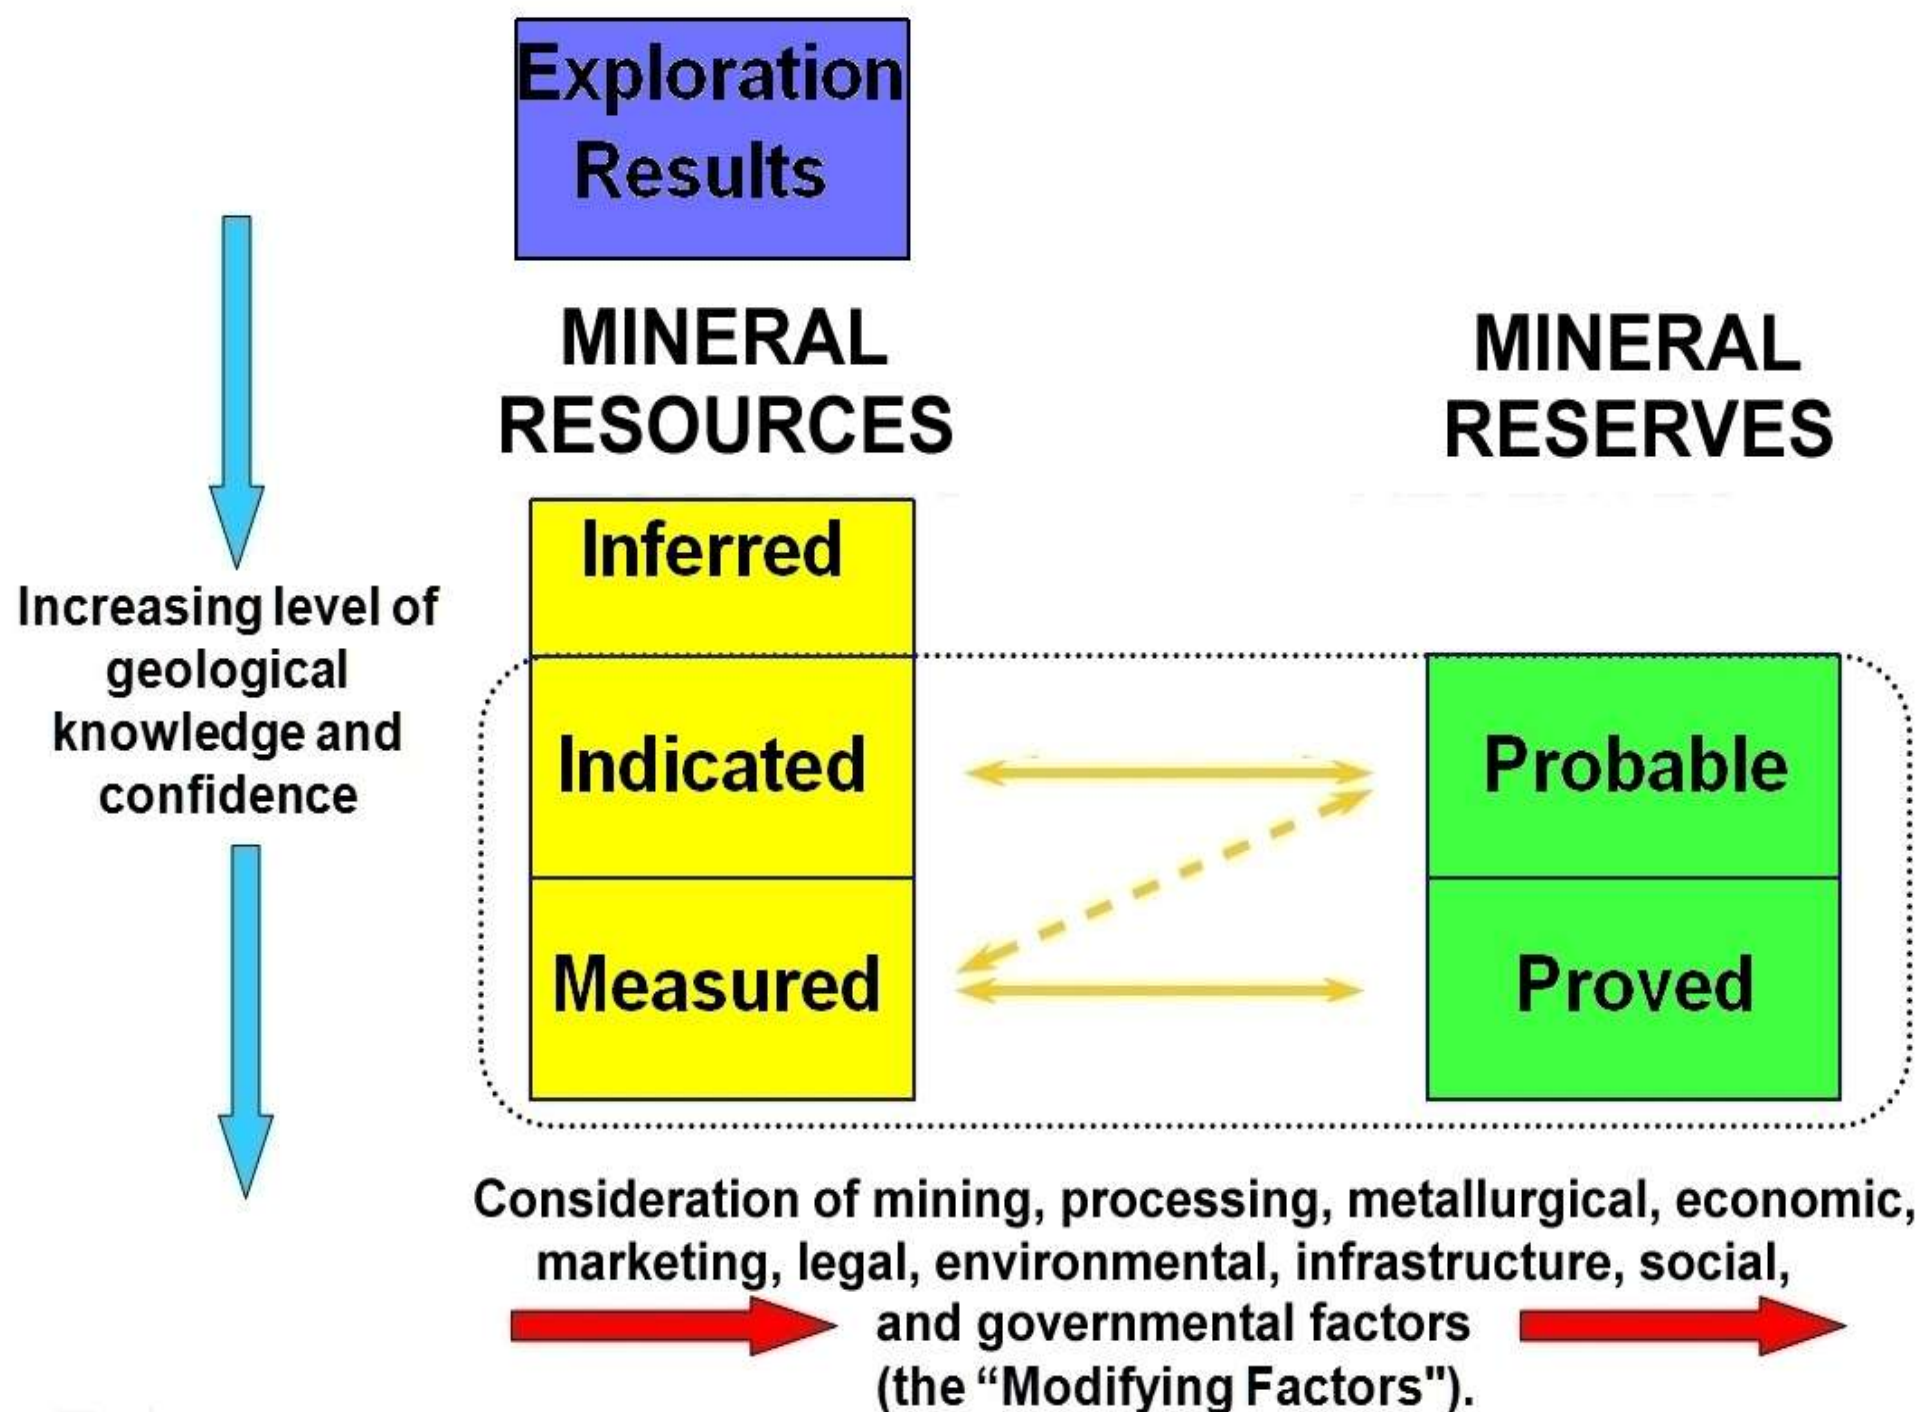 Exploration
Results
MINERAL
RESOURCES
MINERAL
RESERVES
Inferred
Increasing level of
geological
knowledge and
confidence
Indicated
Probable
Measured
Proved
Consideration of mining, processing, metallurgical, economic,
marketing, legal, environmental, infrastructure, social,
and governmental factors
(the “Modifying Factors").